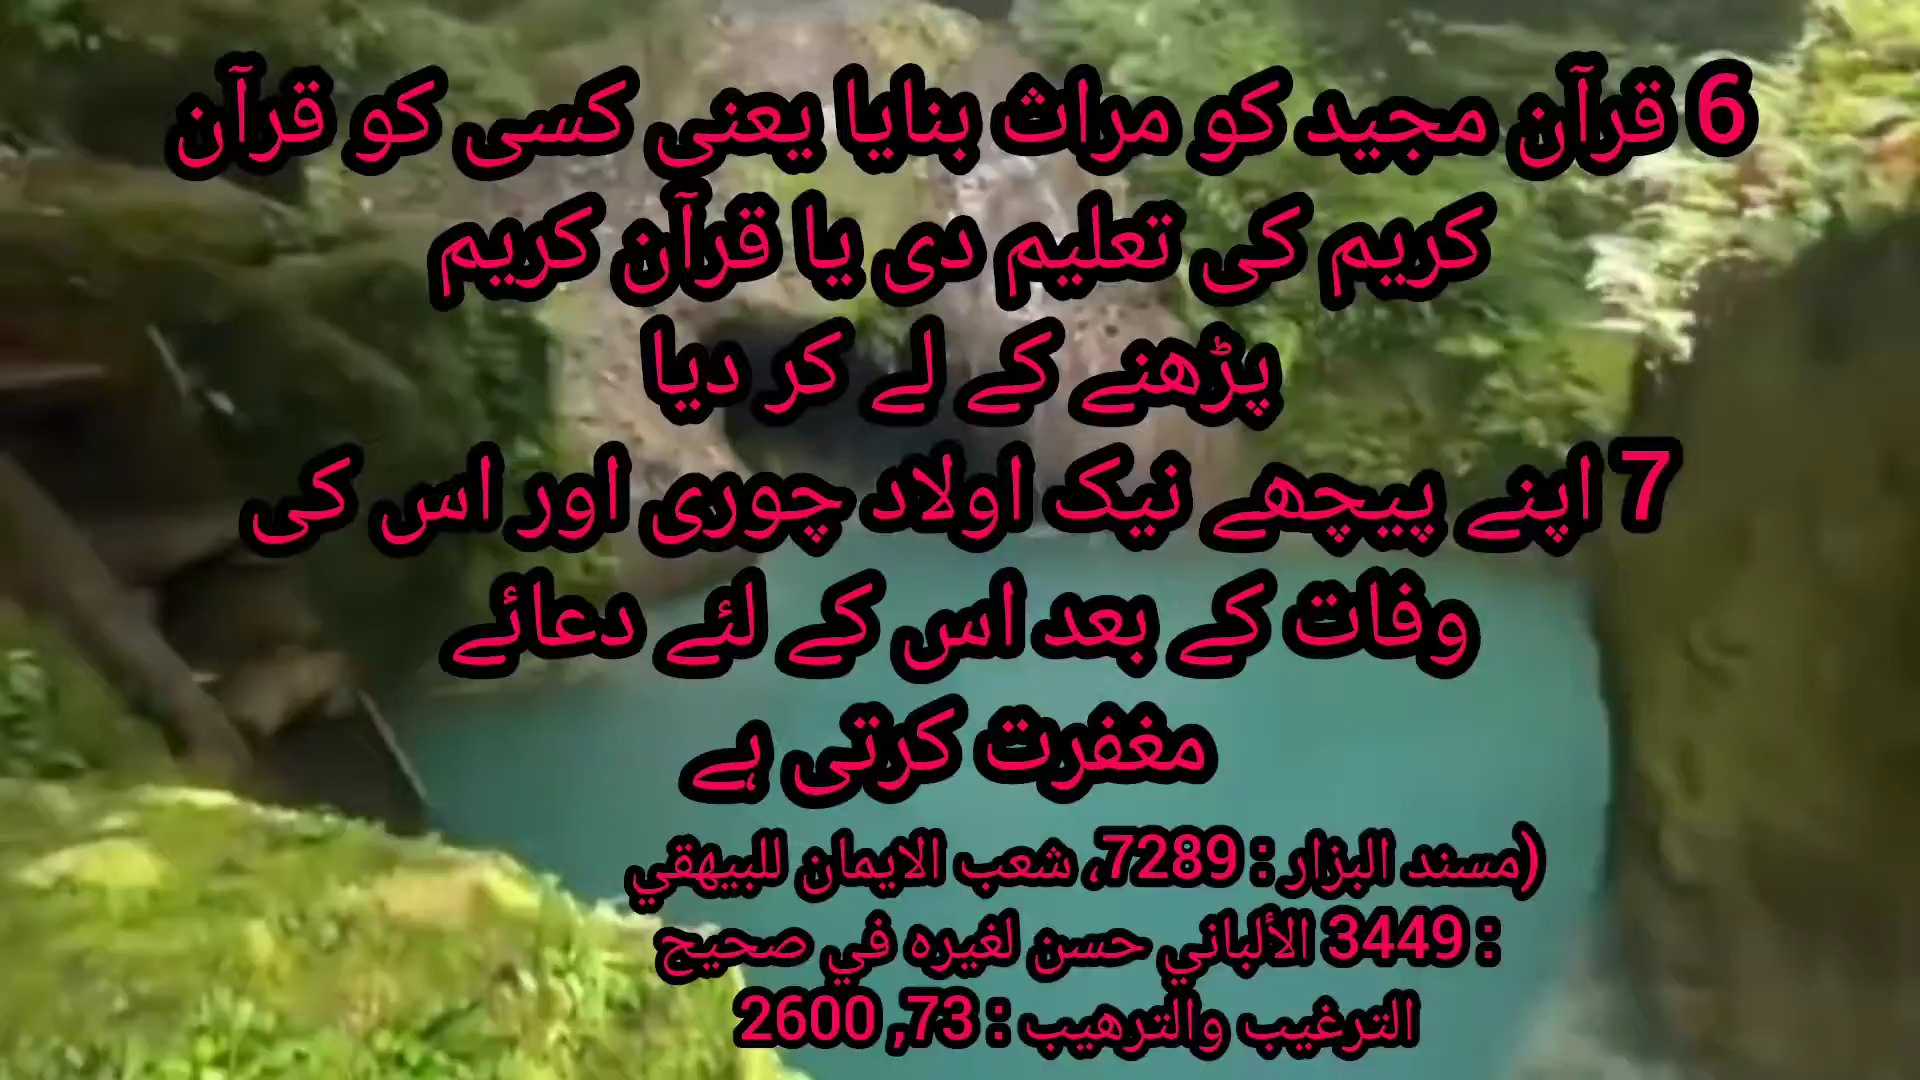 6 قرآن مجید کو مراث بنایا یعنی کسی کو قرآن
کریم کی تعلیم دی یا قرآن کریم
پڑھنے کے لے کر دیا
7 اپنے پیچھے نیک اولاد چوری اور اس کی
وفات کے بعد اس کے لئے دعائے
مغفرت کرتی ہے
(مسند البزار : 7289، شعب الایمان للبيهقي
: 3449 الألباني حسن لغيره في صحيح
الترغيب والترهيب : 73, 2600